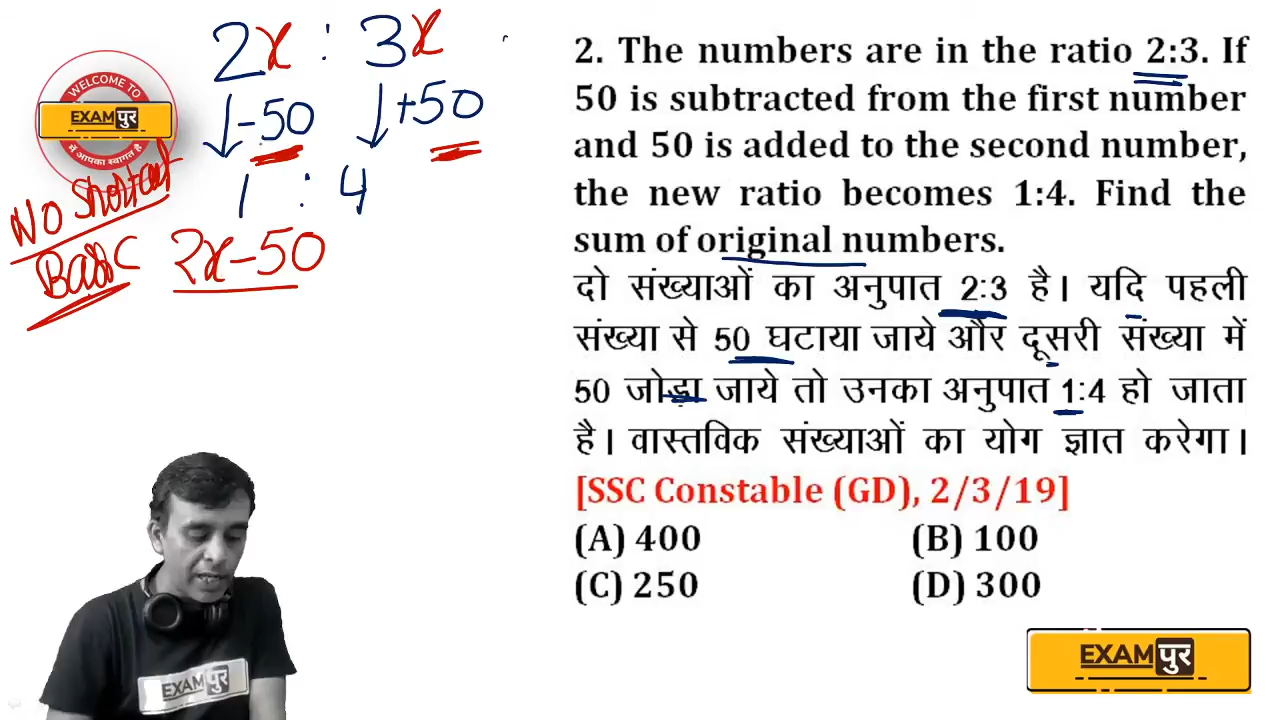 2x : 3x
-50 +50
1 : 4
No Shortcut
Basic 2x-50
WELCOME TO
EXAMपुर
में आपका स्वागत है
2. The numbers are in the ratio 2:3. If
50 is subtracted from the first number
and 50 is added to the second number,
the new ratio becomes 1:4. Find the
sum of original numbers.
दो संख्याओं का अनुपात 2:3 है। यदि पहली
संख्या से 50 घटाया जाये और दूसरी संख्या में
50 जोड़ा जाये तो उनका अनुपात 1:4 हो जाता
है। वास्तविक संख्याओं का योग ज्ञात करेगा।
[SSC Constable (GD), 2/3/19]
(A) 400 (B) 100
(C) 250 (D) 300
EXAMपुर
EXAMपुर